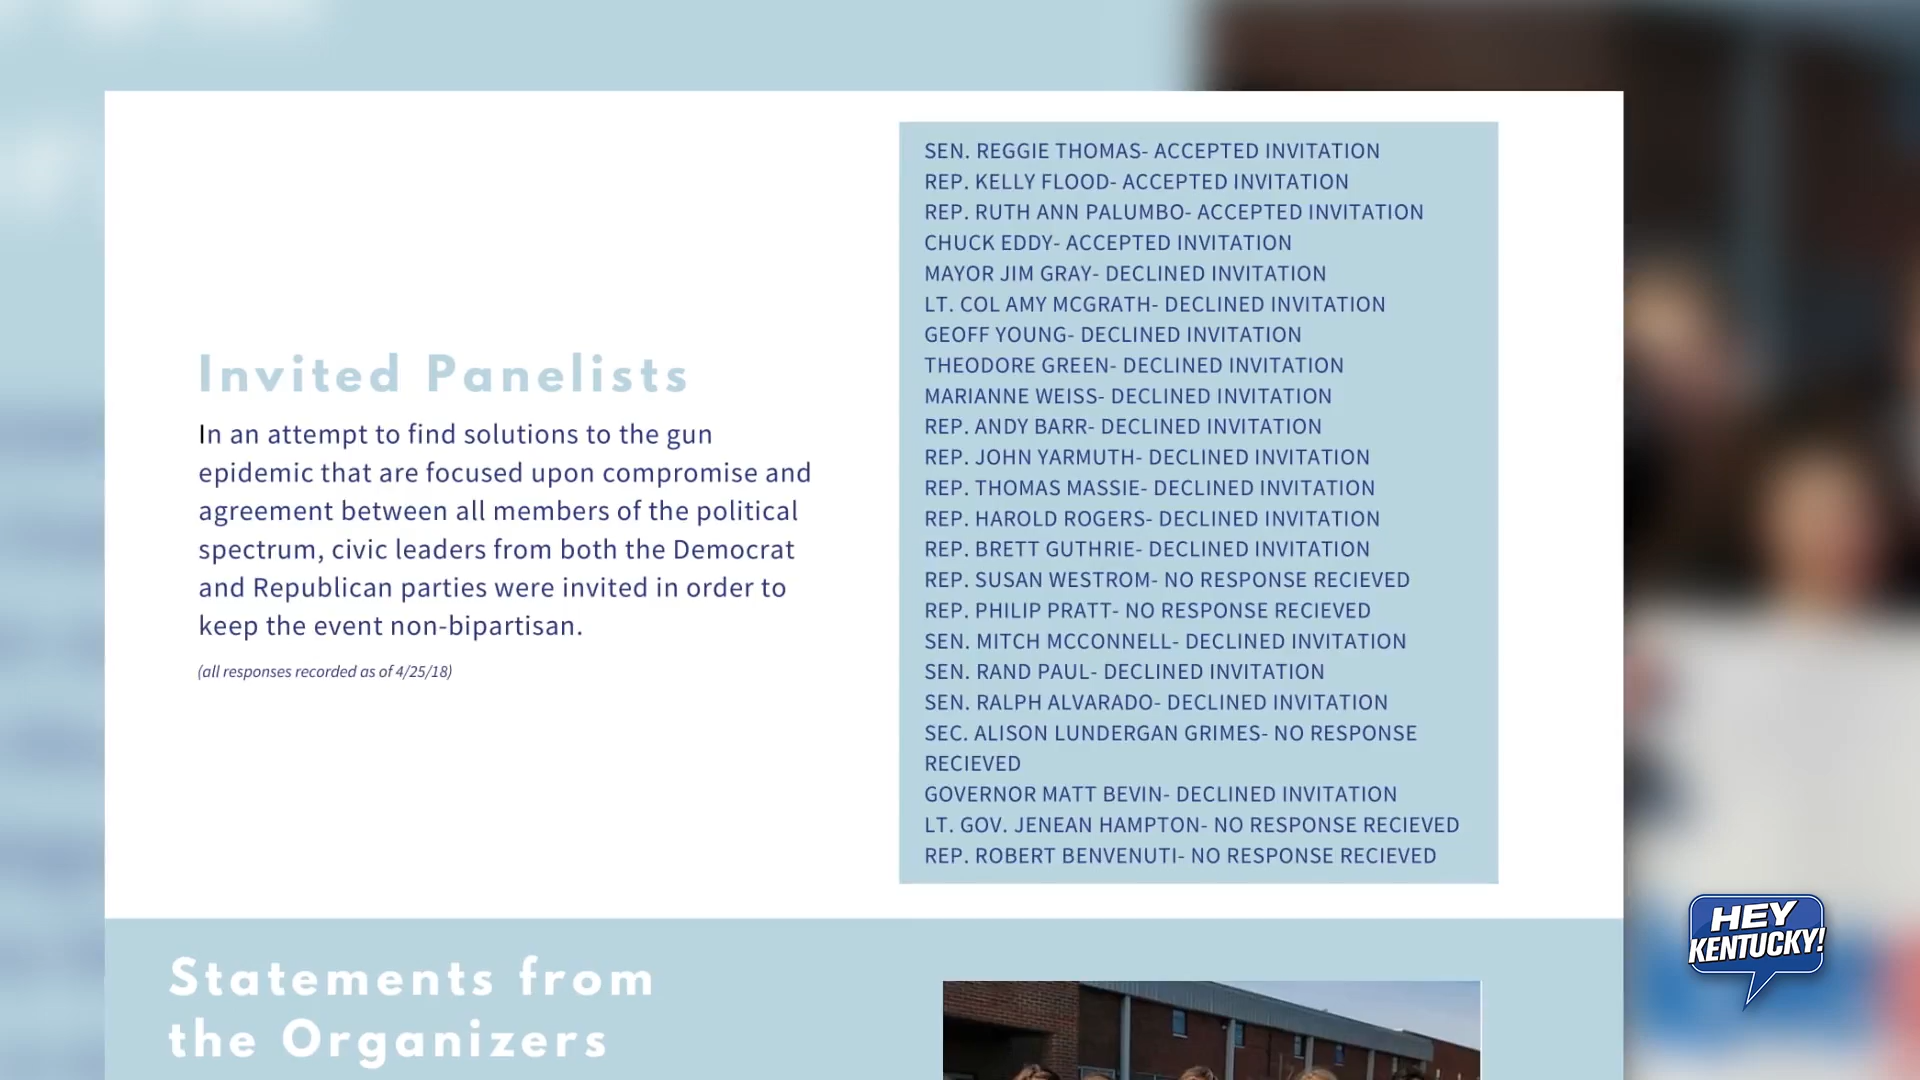 Invited Panelists
In an attempt to find solutions to the gun
epidemic that are focused upon compromise and
agreement between all members of the political
spectrum, civic leaders from both the Democrat
and Republican parties were invited in order to
keep the event non-bipartisan.
(all responses recorded as of 4/25/18)
SEN. REGGIE THOMAS- ACCEPTED INVITATION
REP. KELLY FLOOD- ACCEPTED INVITATION
REP. RUTH ANN PALUMBO- ACCEPTED INVITATION
CHUCK EDDY- ACCEPTED INVITATION
MAYOR JIM GRAY- DECLINED INVITATION
LT. COL AMY MCGRATH- DECLINED INVITATION
GEOFF YOUNG- DECLINED INVITATION
THEODORE GREEN- DECLINED INVITATION
MARIANNE WEISS- DECLINED INVITATION
REP. ANDY BARR- DECLINED INVITATION
REP. JOHN YARMUTH- DECLINED INVITATION
REP. THOMAS MASSIE- DECLINED INVITATION
REP. HAROLD ROGERS- DECLINED INVITATION
REP. BRETT GUTHRIE- DECLINED INVITATION
REP. SUSAN WESTROM- NO RESPONSE RECIEVED
REP. PHILIP PRATT- NO RESPONSE RECIEVED
SEN. MITCH MCCONNELL- DECLINED INVITATION
SEN. RAND PAUL- DECLINED INVITATION
SEN. RALPH ALVARADO- DECLINED INVITATION
SEC. ALISON LUNDERGAN GRIMES- NO RESPONSE
RECIEVED
GOVERNOR MATT BEVIN- DECLINED INVITATION
LT. GOV. JENEAN HAMPTON- NO RESPONSE RECIEVED
REP. ROBERT BENVENUTI- NO RESPONSE RECIEVED
Statements from
the Organizers
HEY
KENTUCKY!